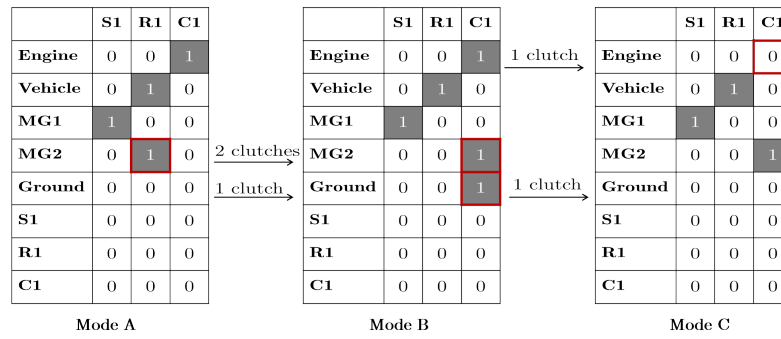 S1 R1 C1
Engine 0 0 1
Vehicle 0 1 0
MG1 1 0 0
MG2 0 1 0
Ground 0 0 0
S1 0 0 0
R1 0 0 0
C1 0 0 0
Mode A
2 clutches
1 clutch
S1 R1 C1
Engine 0 0 1
Vehicle 0 1 0
MG1 1 0 0
MG2 0 0 1
Ground 0 0 1
S1 0 0 0
R1 0 0 0
C1 0 0 0
Mode B
1 clutch
1 clutch
S1 R1 C1
Engine 0 0 0
Vehicle 0 1 0
MG1 1 0 0
MG2 0 0 1
Ground 0 0 0
S1 0 0 0
R1 0 0 0
C1 0 0 0
Mode C